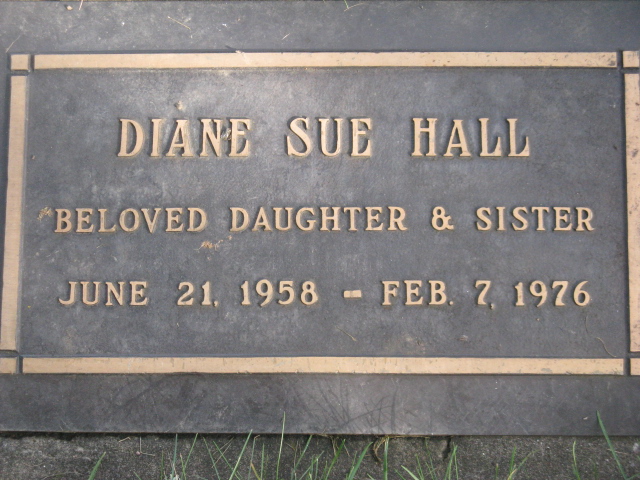 DIANE SUE HALL
BELOVED DAUGHTER & SISTER
JUNE 21, 1958 - FEB. 7, 1976